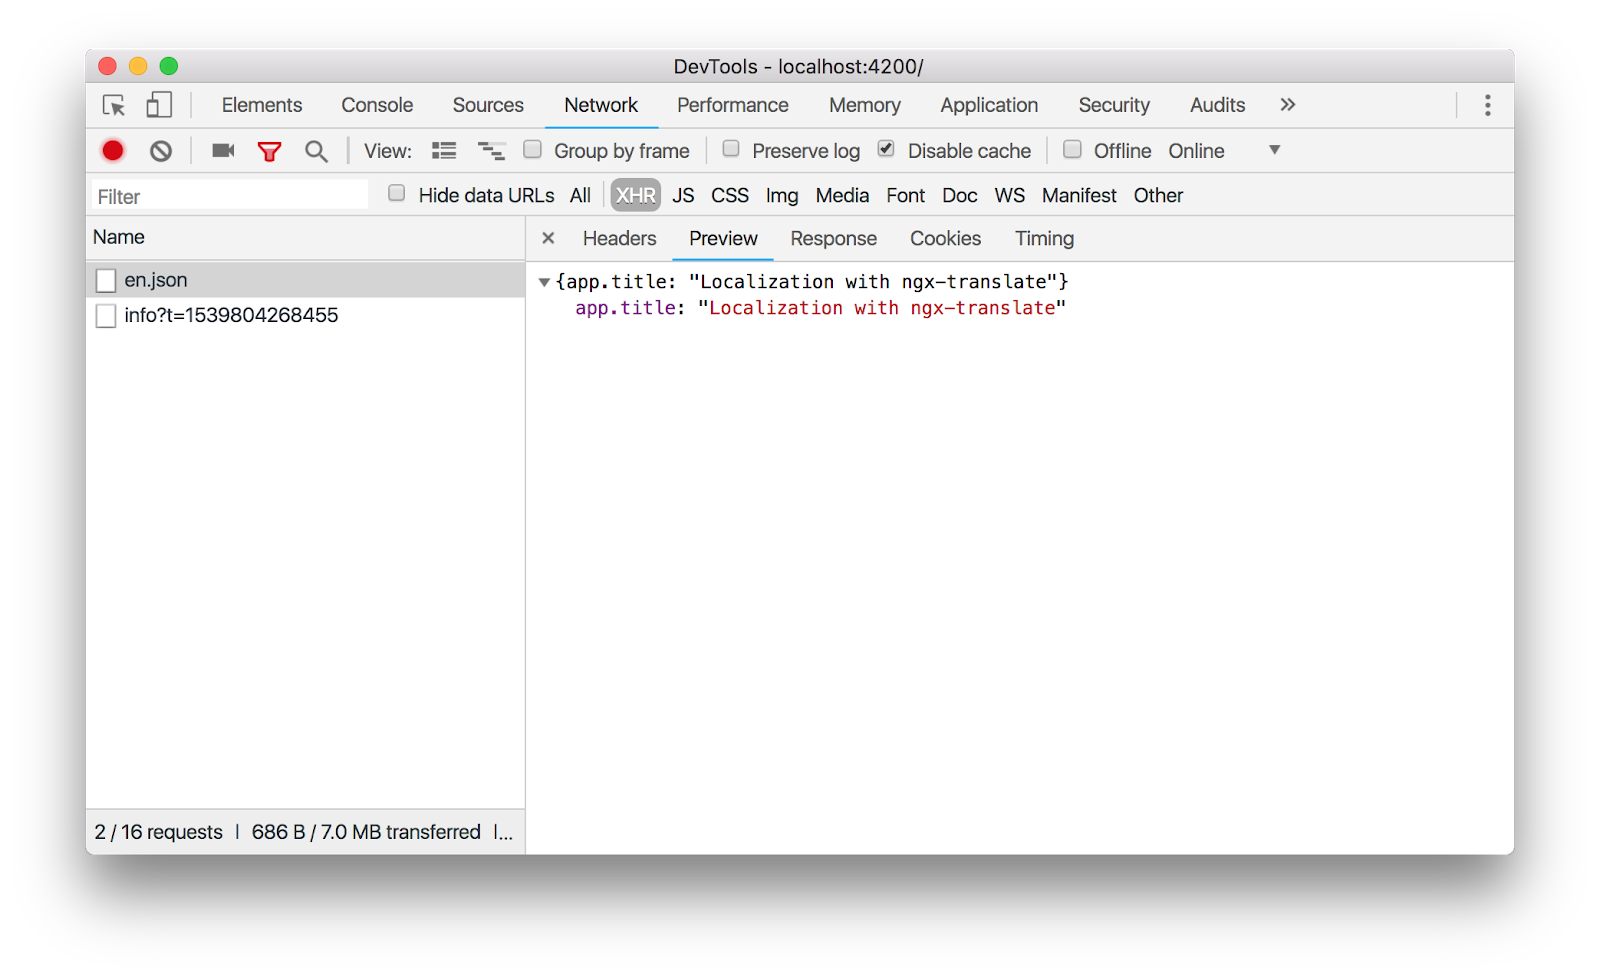 DevTools - localhost:4200/
Elements Console Sources Network Performance Memory Application Security Audits »
View: Group by frame Preserve log Disable cache Offline Online
Filter Hide data URLs All XHR JS CSS Img Media Font Doc WS Manifest Other
Name
× Headers Preview Response Cookies Timing
en.json
{app.title: "Localization with ngx-translate"}
info?t=1539804268455
app.title: "Localization with ngx-translate"
2 / 16 requests | 686 B / 7.0 MB transferred |...